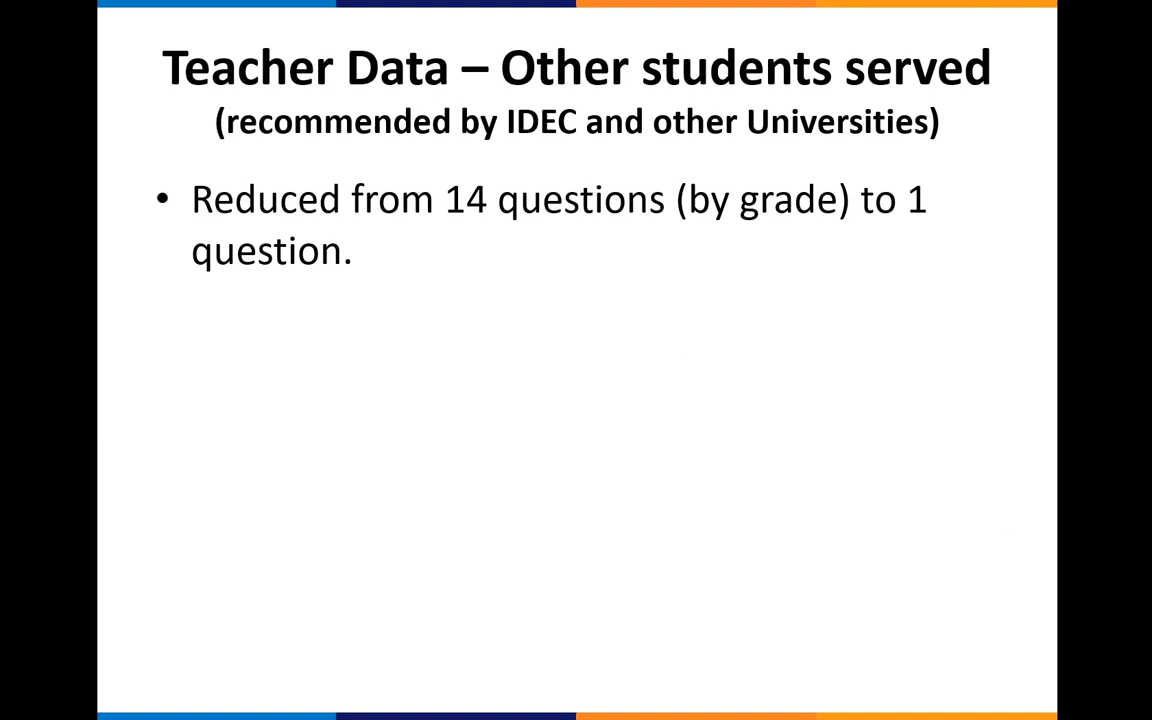 Teacher Data – Other students served
(recommended by IDEC and other Universities)
• Reduced from 14 questions (by grade) to 1
question.